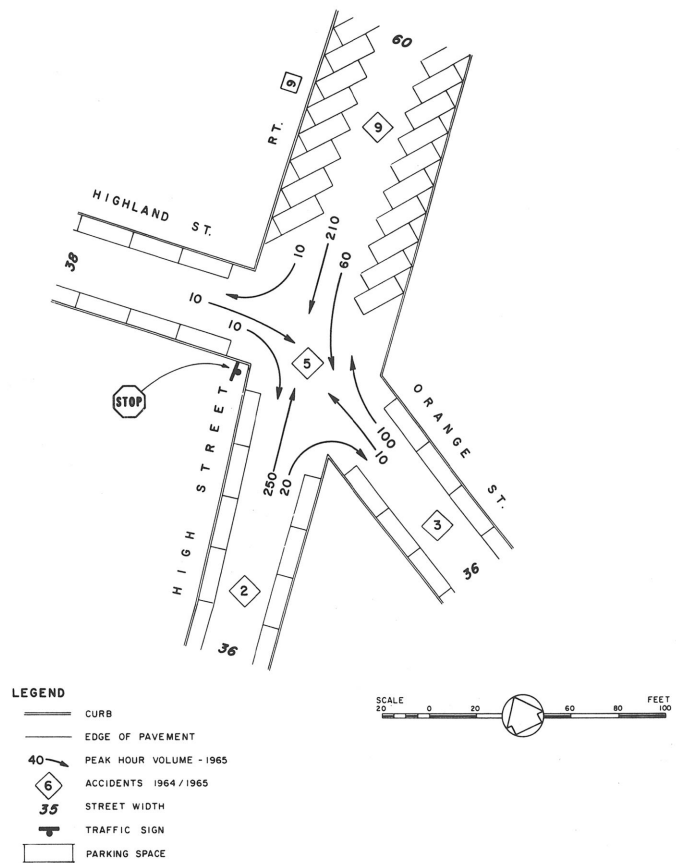 60
9
RT.
9
HIGHLAND ST.
38
10
210
60
10
10
5
STOP
HIGH STREET
ORANGE ST.
100
10
250
20
3
36
2
36
LEGEND
CURB
EDGE OF PAVEMENT
40 PEAK HOUR VOLUME - 1965
6 ACCIDENTS 1964/1965
35 STREET WIDTH
TRAFFIC SIGN
PARKING SPACE
SCALE FEET
20 0 20 60 80 100